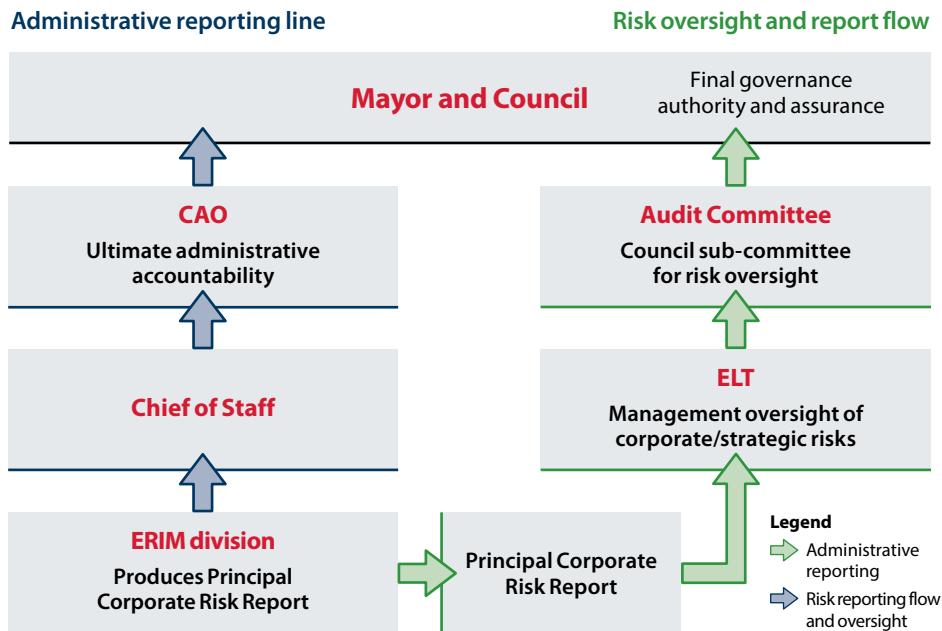 Administrative reporting line
Risk oversight and report flow
Mayor and Council
Final governance
authority and assurance
CAO
Ultimate administrative
accountability
Audit Committee
Council sub-committee
for risk oversight
Chief of Staff
ELT
Management oversight of
corporate/strategic risks
ERIM division
Produces Principal
Corporate Risk Report
Principal Corporate
Risk Report
Legend
Administrative
reporting
Risk reporting flow
and oversight